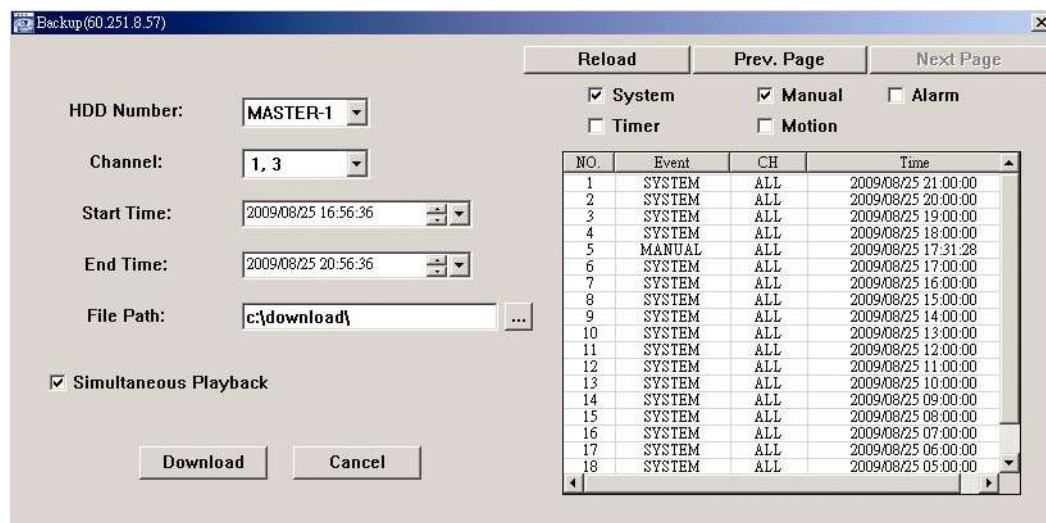 Backup(60.251.8.57)
Reload Prev. Page Next Page
System Manual Alarm
Timer Motion
HDD Number: MASTER-1
Channel: 1, 3
Start Time: 2009/08/25 16:56:36
End Time: 2009/08/25 20:56:36
File Path: c:\download\ ...
Simultaneous Playback
Download Cancel
NO. Event CH Time
1 SYSTEM ALL 2009/08/25 21:00:00
2 SYSTEM ALL 2009/08/25 20:00:00
3 SYSTEM ALL 2009/08/25 19:00:00
4 SYSTEM ALL 2009/08/25 18:00:00
5 MANUAL ALL 2009/08/25 17:31:28
6 SYSTEM ALL 2009/08/25 17:00:00
7 SYSTEM ALL 2009/08/25 16:00:00
8 SYSTEM ALL 2009/08/25 15:00:00
9 SYSTEM ALL 2009/08/25 14:00:00
10 SYSTEM ALL 2009/08/25 13:00:00
11 SYSTEM ALL 2009/08/25 12:00:00
12 SYSTEM ALL 2009/08/25 11:00:00
13 SYSTEM ALL 2009/08/25 10:00:00
14 SYSTEM ALL 2009/08/25 09:00:00
15 SYSTEM ALL 2009/08/25 08:00:00
16 SYSTEM ALL 2009/08/25 07:00:00
17 SYSTEM ALL 2009/08/25 06:00:00
18 SYSTEM ALL 2009/08/25 05:00:00